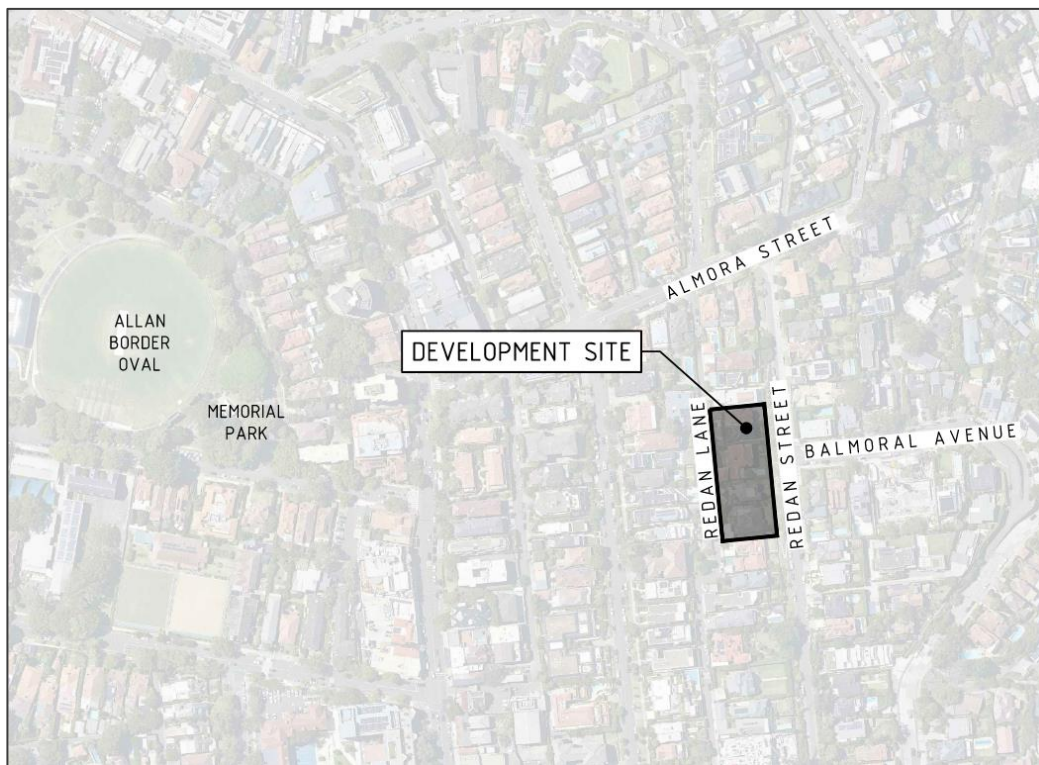 ALMORA STREET
ALLAN
BORDER
OVAL
DEVELOPMENT SITE
MEMORIAL
PARK
REDAN LANE
REDAN STREET
BALMORAL AVENUE